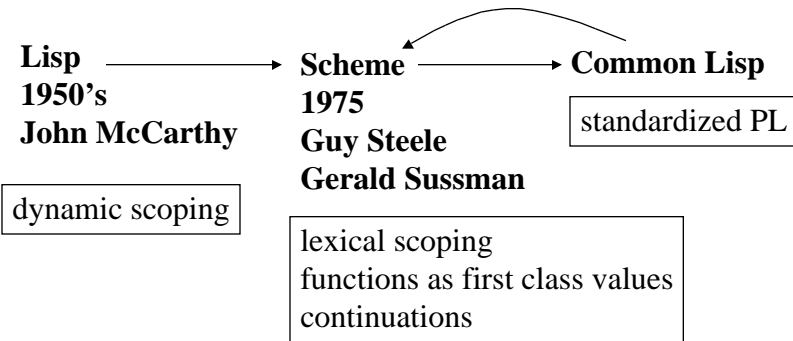 Lisp
1950's
John McCarthy
dynamic scoping
Scheme
1975
Guy Steele
Gerald Sussman
lexical scoping
functions as first class values
continuations
Common Lisp
standardized PL